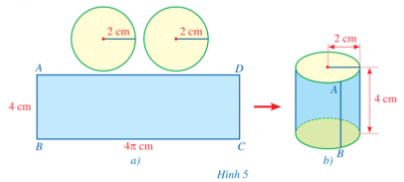 2 cm 2 cm
A D
4 cm
B 4π cm C
a)
2 cm
A
4 cm
B
b)
Hình 5